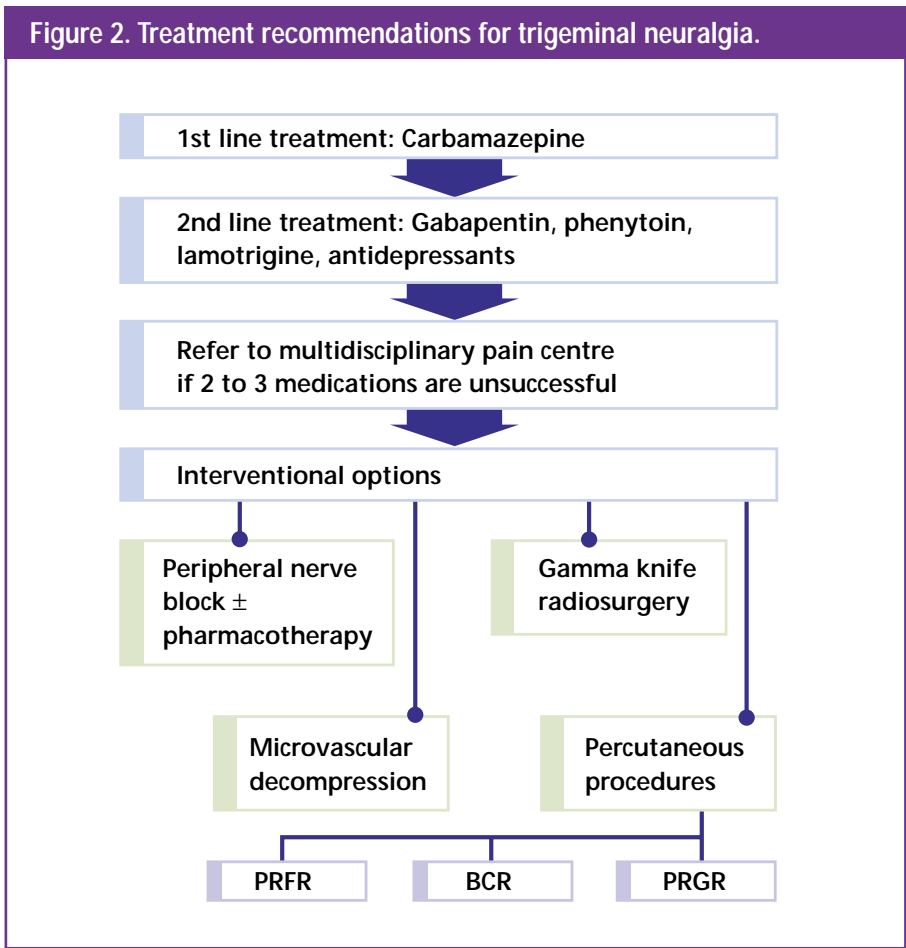 Figure 2. Treatment recommendations for trigeminal neuralgia.
1st line treatment: Carbamazepine
2nd line treatment: Gabapentin, phenytoin,
lamotrigine, antidepressants
Refer to multidisciplinary pain centre
if 2 to 3 medications are unsuccessful
Interventional options
Peripheral nerve
block ±
pharmacotherapy
Gamma knife
radiosurgery
Microvascular
decompression
Percutaneous
procedures
PRFR
BCR
PRGR